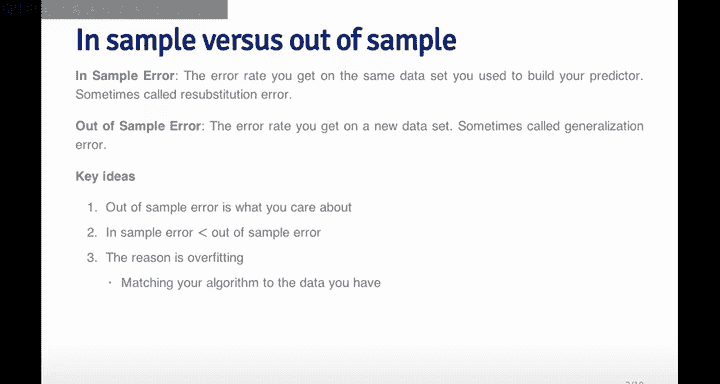 In sample versus out of sample
In Sample Error: The error rate you get on the same data set you used to build your predictor.
Sometimes called resubstitution error.
Out of Sample Error: The error rate you get on a new data set. Sometimes called generalization
error.
Key ideas
1. Out of sample error is what you care about
2. In sample error < out of sample error
3. The reason is overfitting
· Matching your algorithm to the data you have